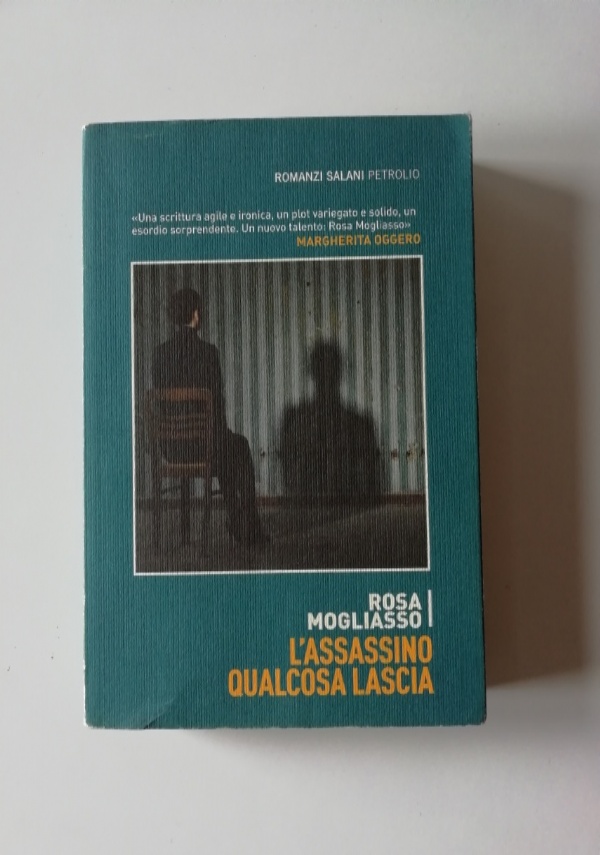 ROMANZI SALANI PETROLIO
«Una scrittura agile e ironica, un plot variegato e solido, un
esordio sorprendente. Un nuovo talento: Rosa Mogliasso»
MARGHERITA OGGERO
ROSA
MOGLIASSO
L'ASSASSINO
QUALCOSA LASCIA